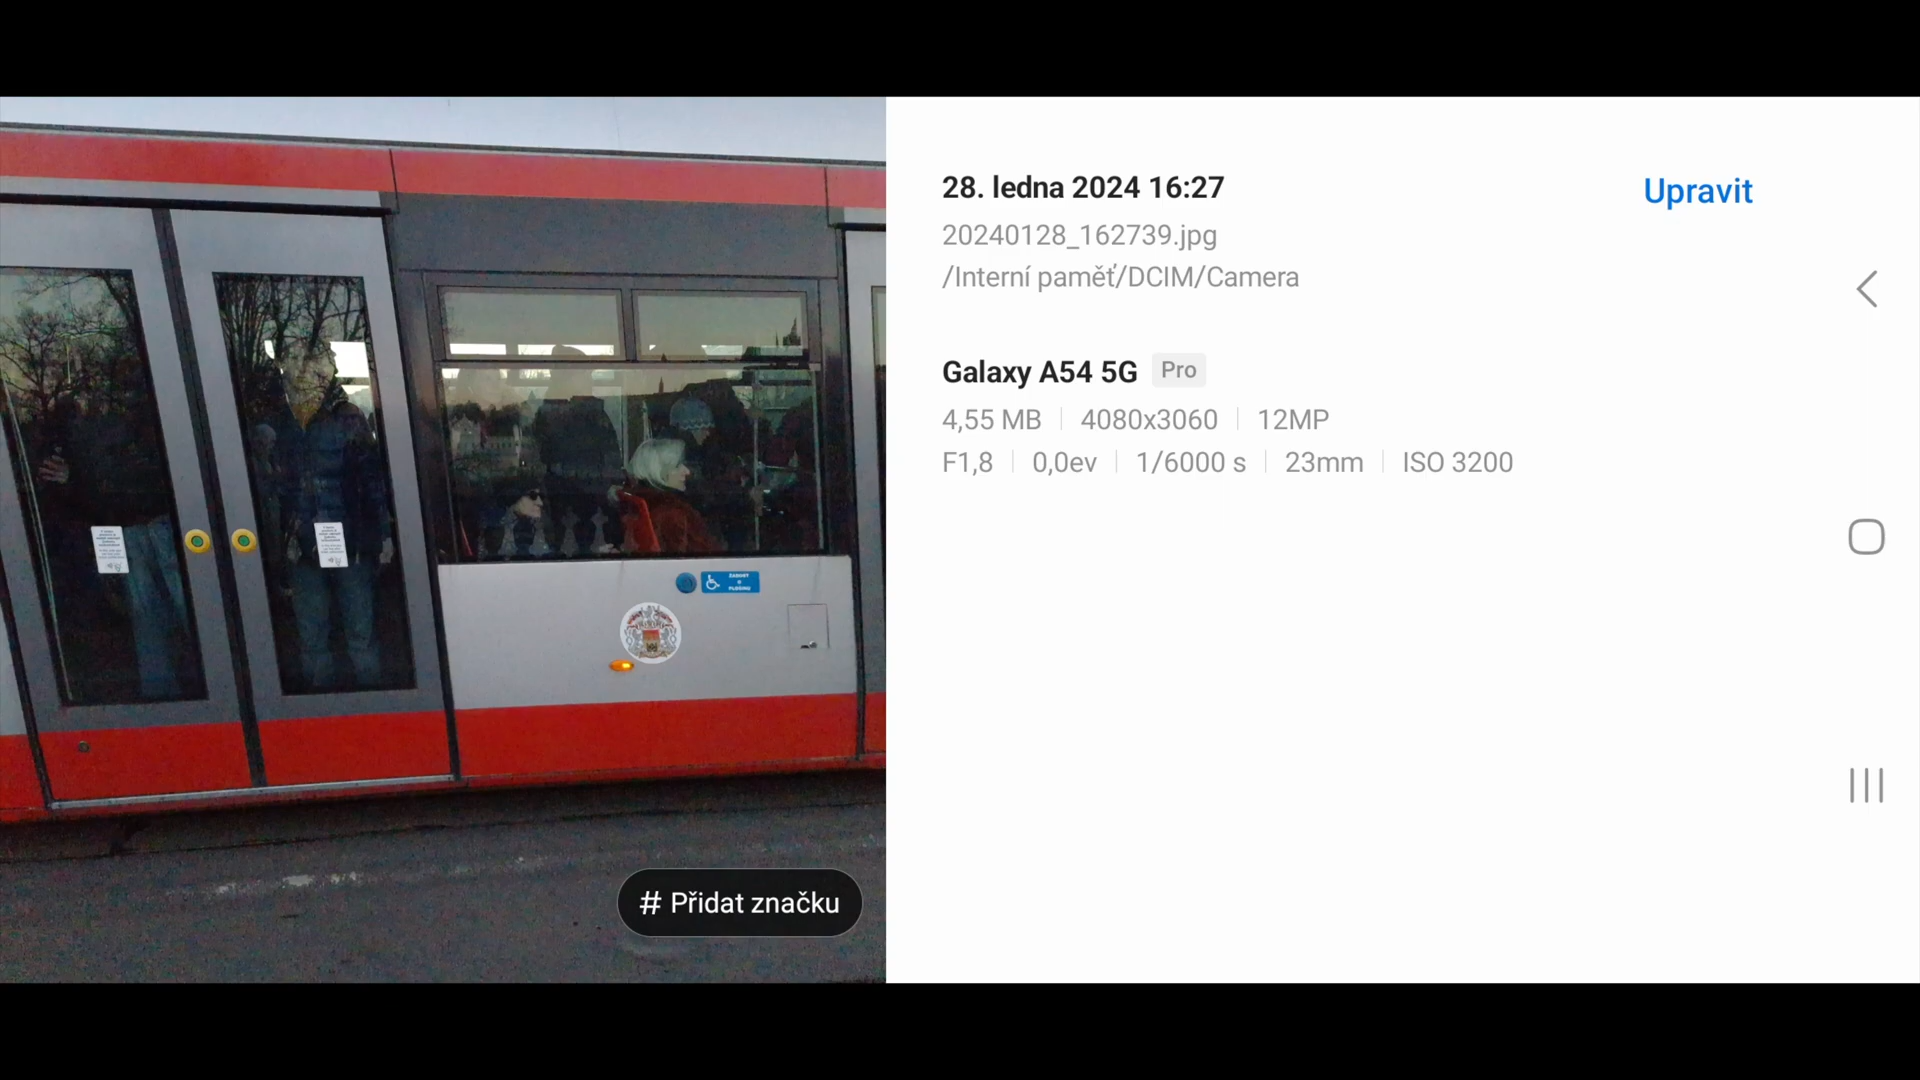 28. ledna 2024 16:27
Upravit
20240128_162739.jpg
/Interní paměť/DCIM/Camera
Galaxy A54 5G Pro
4,55 MB 4080x3060 12MP
F1,8 0,0ev 1/6000 s 23mm ISO 3200
# Přidat značku